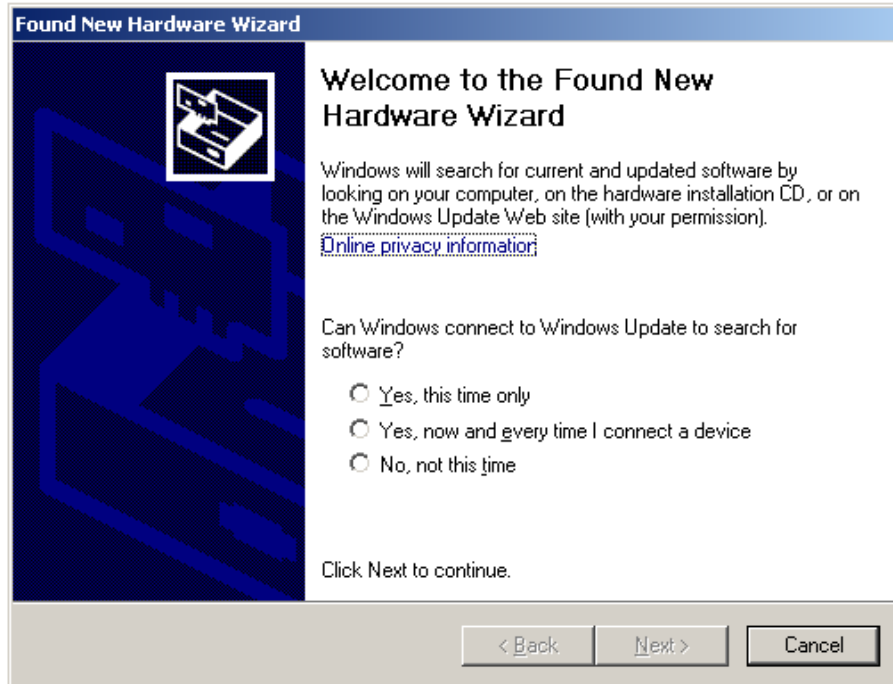 Found New Hardware Wizard
Welcome to the Found New
Hardware Wizard
Windows will search for current and updated software by
looking on your computer, on the hardware installation CD, or on
the Windows Update Web site (with your permission).
Online privacy information
Can Windows connect to Windows Update to search for
software?
Yes, this time only
Yes, now and every time I connect a device
No, not this time
Click Next to continue.
< Back
Next >
Cancel